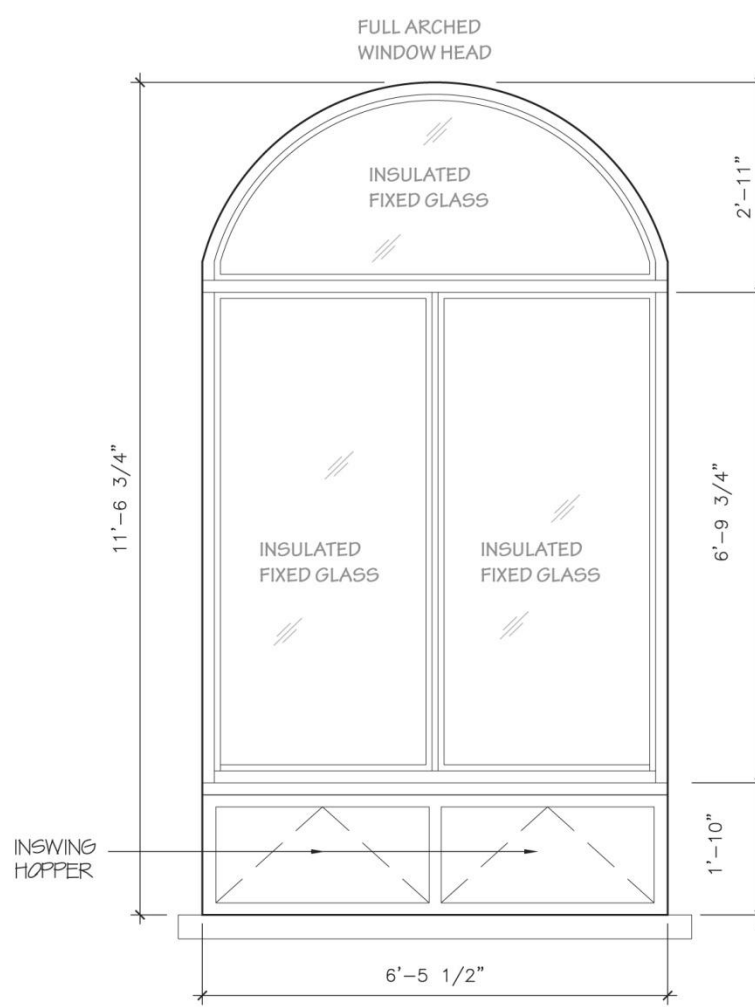 FULL ARCHED
WINDOW HEAD
INSULATED
FIXED GLASS
2'-11"
11'-6 3/4"
INSULATED
FIXED GLASS
INSULATED
FIXED GLASS
6'-9 3/4"
INSWING
HOPPER
1'-10"
6'-5 1/2"